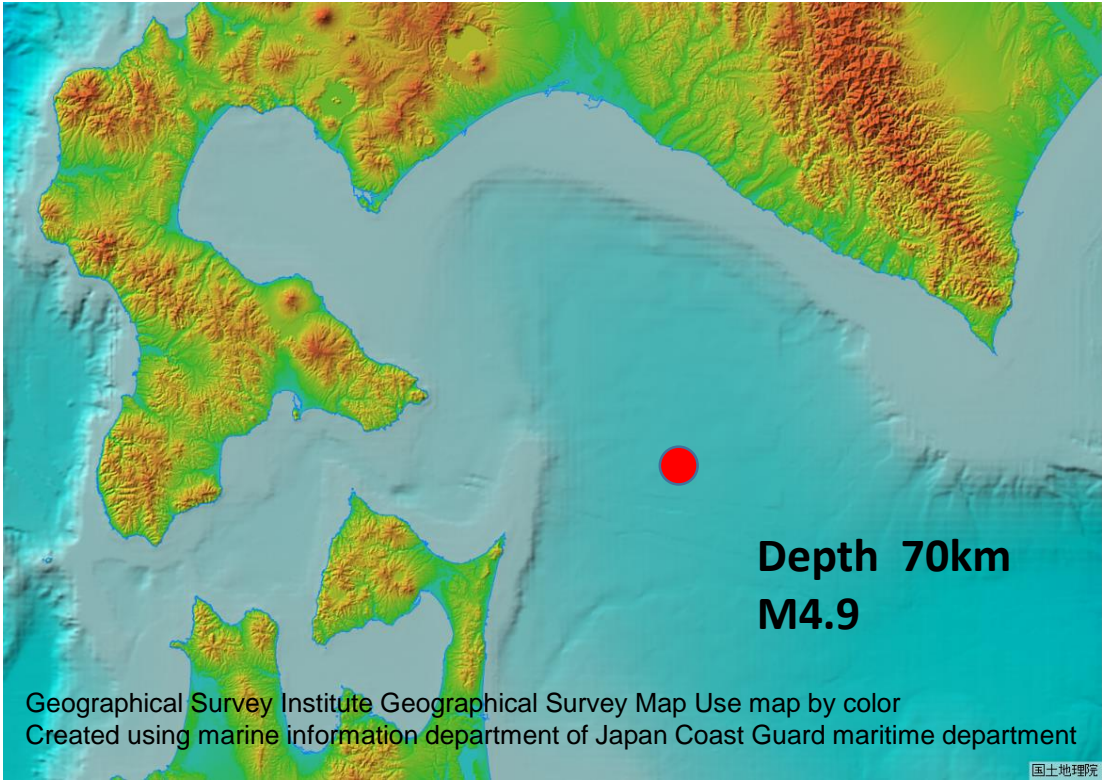 Depth 70km
M4.9
Geographical Survey Institute Geographical Survey Map Use map by color
Created using marine information department of Japan Coast Guard maritime department
国土地理院